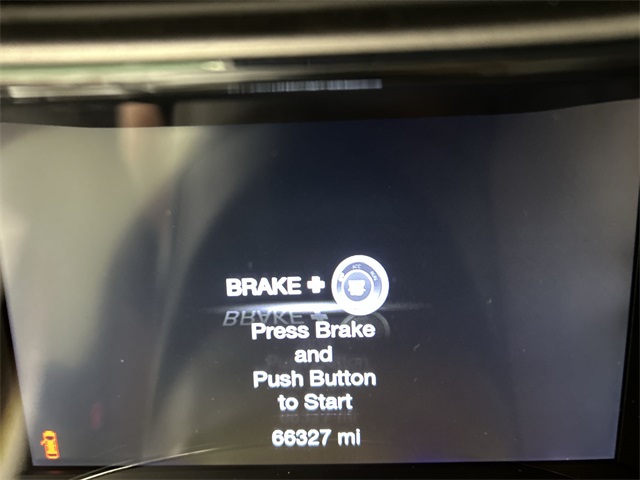 BRAKE +
Press Brake
and
Push Button
to Start
66327 mi